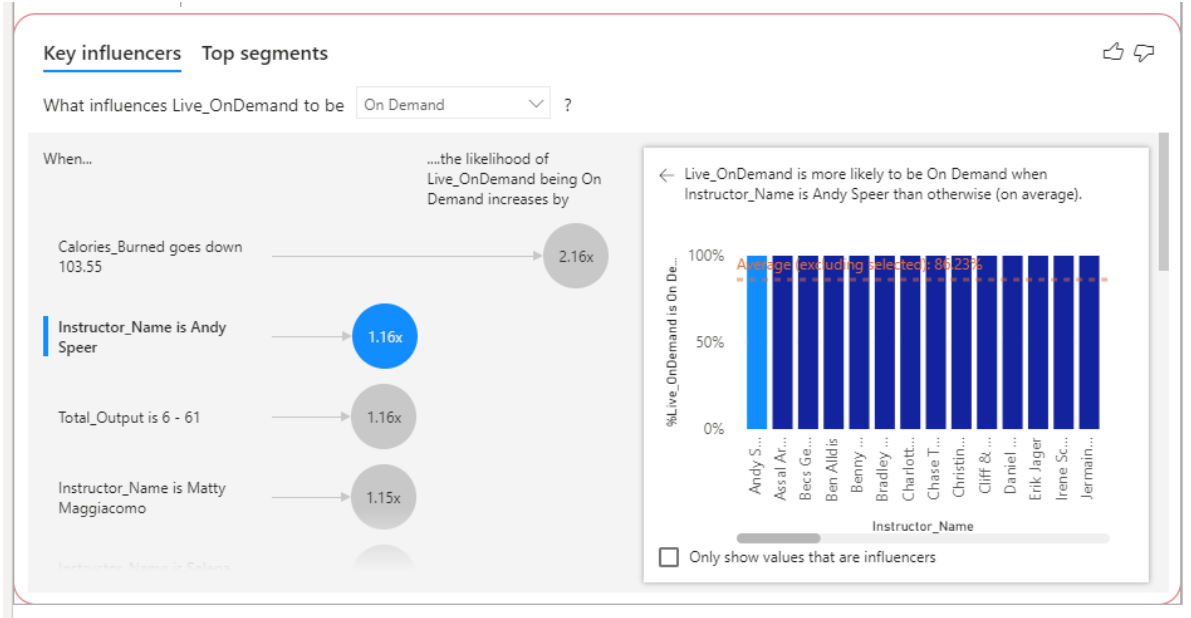 Key influencers Top segments
What influences Live_OnDemand to be On Demand ?
When...
....the likelihood of
Live_OnDemand being On
Demand increases by
Calories_Burned goes down
103.55
2.16x
Instructor_Name is Andy
Speer
1.16x
Total_Output is 6 - 61
1.16x
Instructor_Name is Matty
Maggiacomo
1.15x
Instructor_Name is Selena
Live_OnDemand is more likely to be On Demand when
Instructor_Name is Andy Speer than otherwise (on average).
100%
Average (excluding selected): 86.23%
50%
0%
%Live_OnDemand is On De...
Andy S...
Assal Ar...
Becs Ge...
Ben Alldis
Benny ...
Bradley ...
Charlott...
Chase T...
Christin...
Cliff & ...
Daniel ...
Erik Jager
Irene Sc...
Jermain...
Instructor_Name
Only show values that are influencers